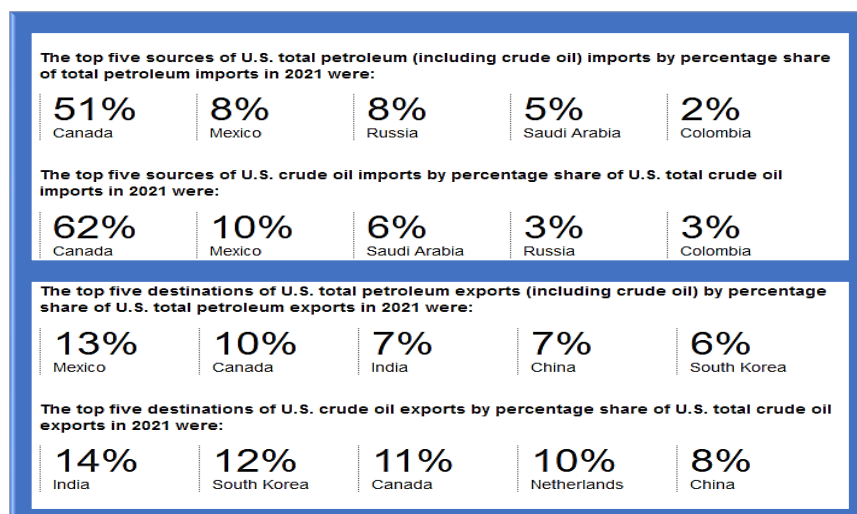 The top five sources of U.S. total petroleum (including crude oil) imports by percentage share
of total petroleum imports in 2021 were:
51% 8% 8% 5% 2%
Canada Mexico Russia Saudi Arabia Colombia
The top five sources of U.S. crude oil imports by percentage share of U.S. total crude oil
imports in 2021 were:
62% 10% 6% 3% 3%
Canada Mexico Saudi Arabia Russia Colombia
The top five destinations of U.S. total petroleum exports (including crude oil) by percentage
share of U.S. total petroleum exports in 2021 were:
13% 10% 7% 7% 6%
Mexico Canada India China South Korea
The top five destinations of U.S. crude oil exports by percentage share of U.S. total crude oil
exports in 2021 were:
14% 12% 11% 10% 8%
India South Korea Canada Netherlands China